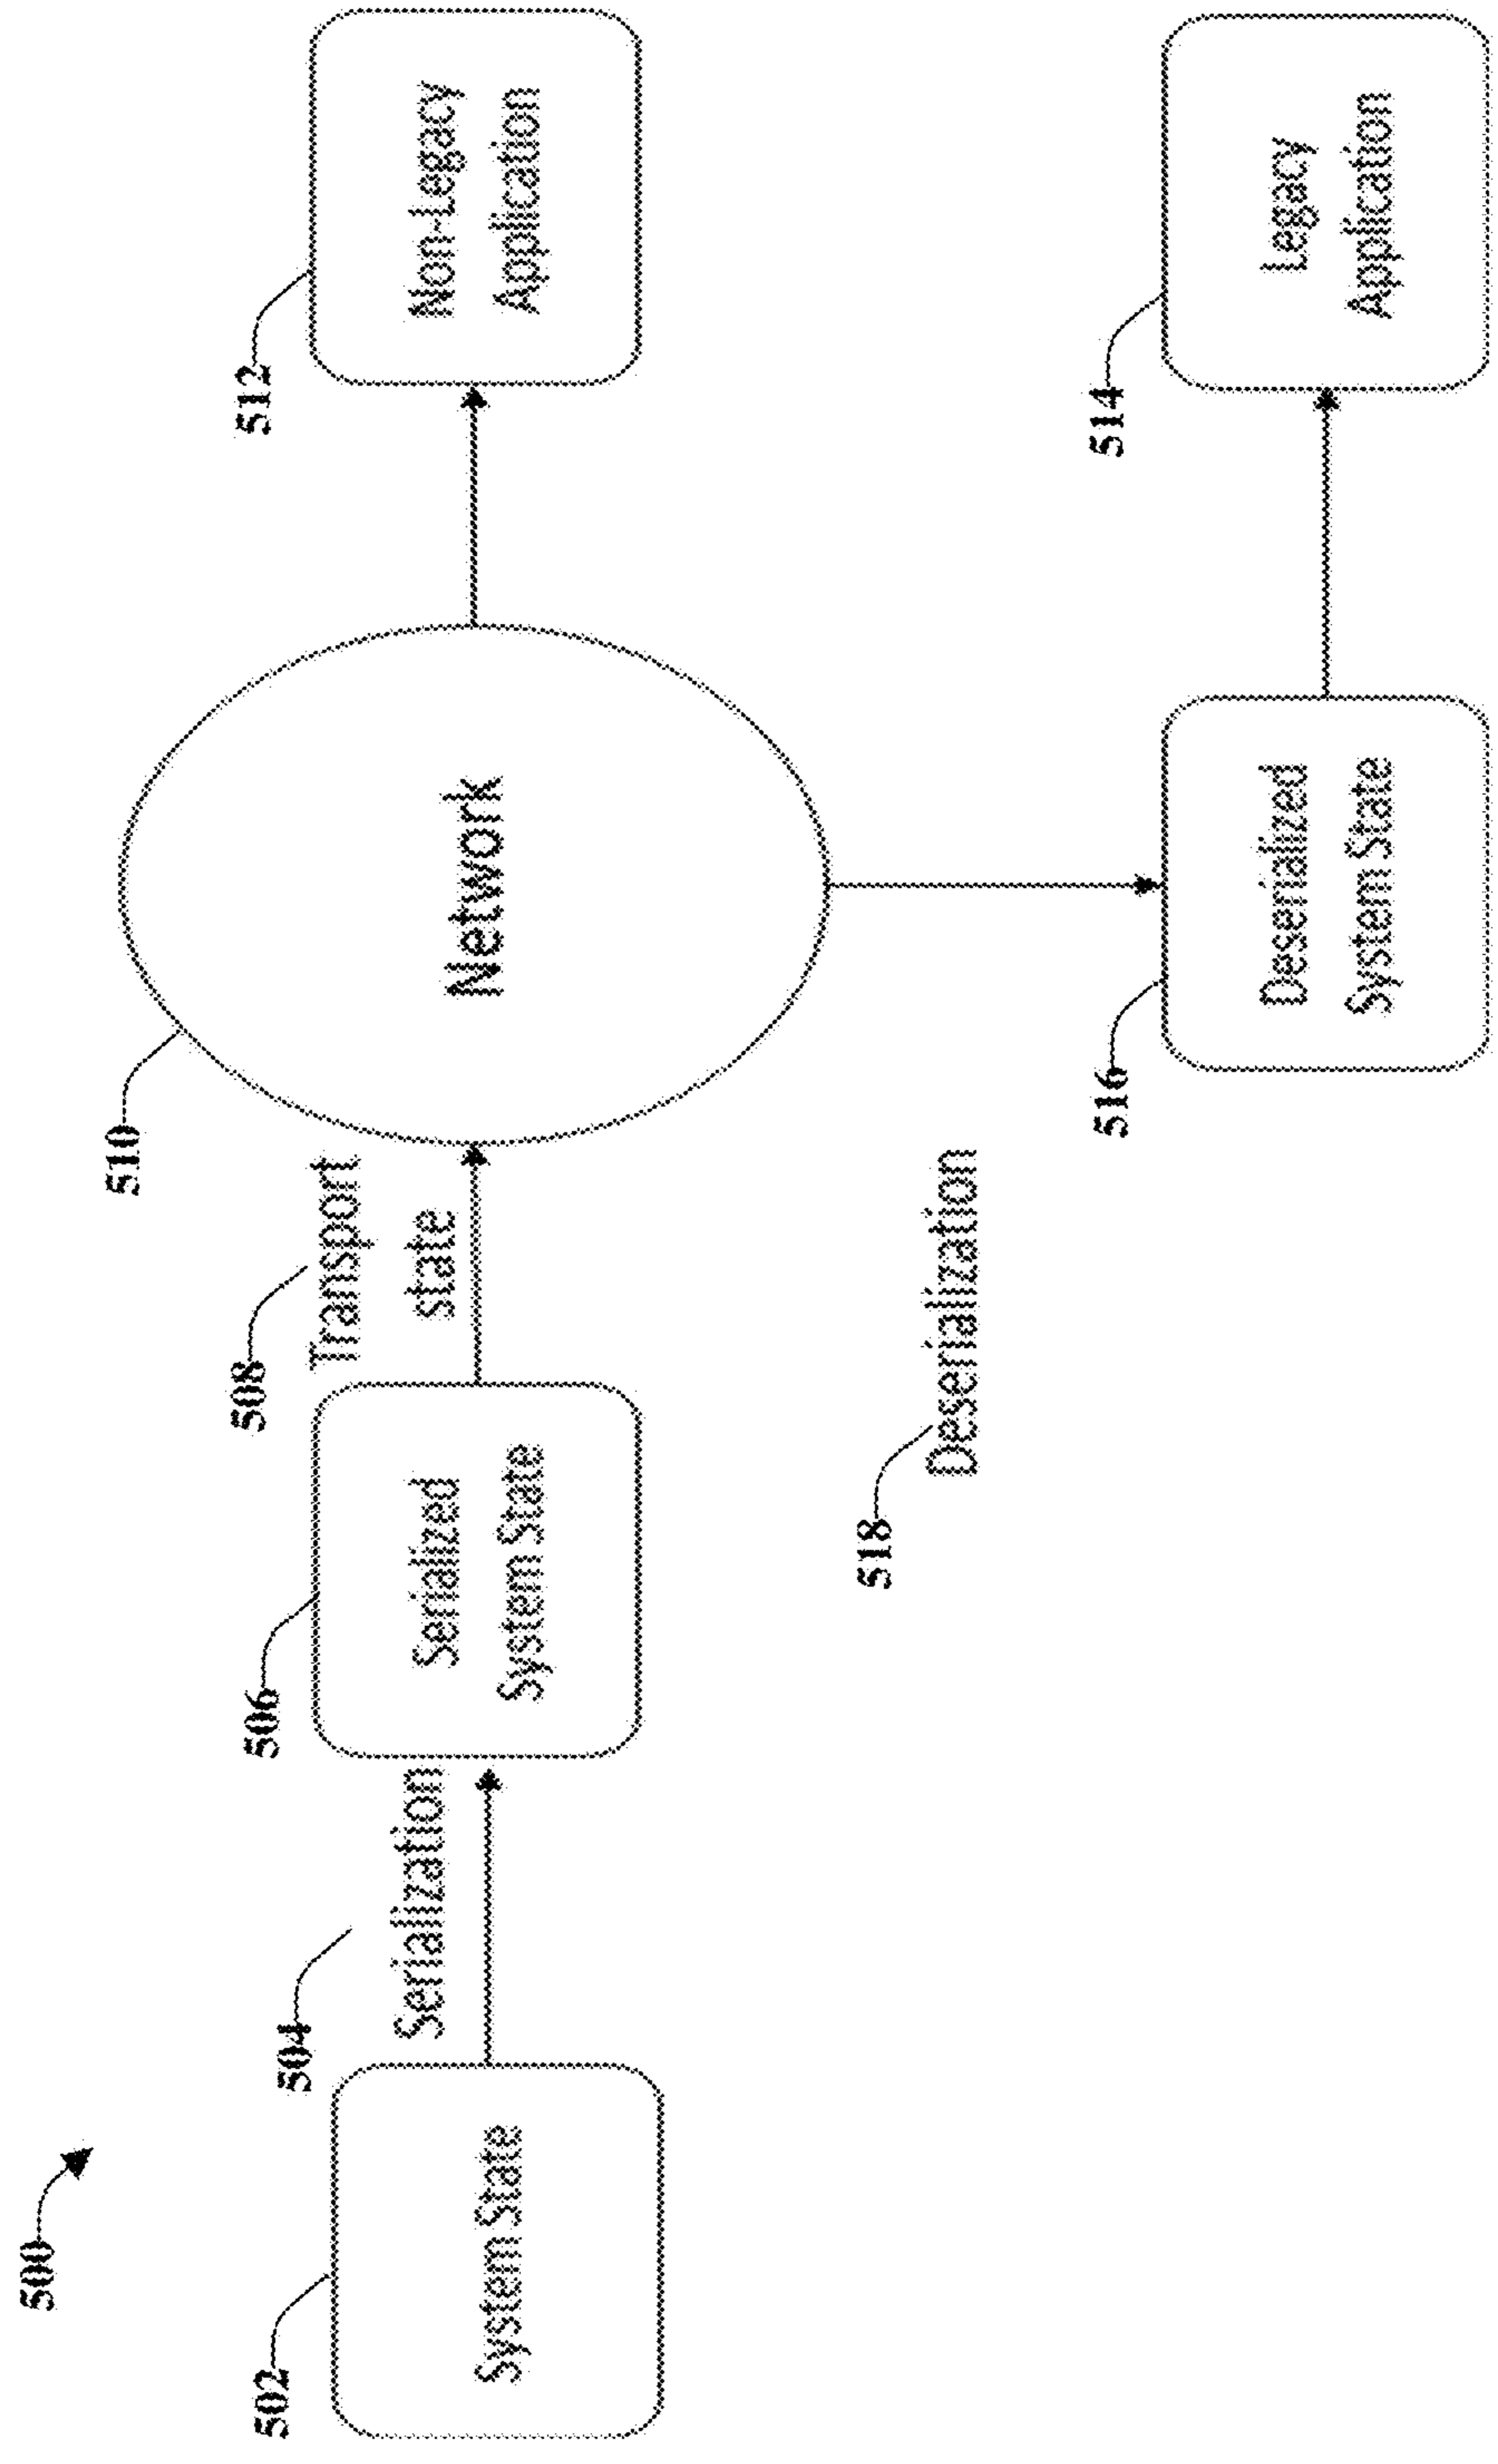 500
502
System State
504
Serialization
506
Serialized
System State
508
Transport
state
510
Network
512
Non-Legacy
Application
518
Deserialization
516
Deserialized
System State
514
Legacy
Application